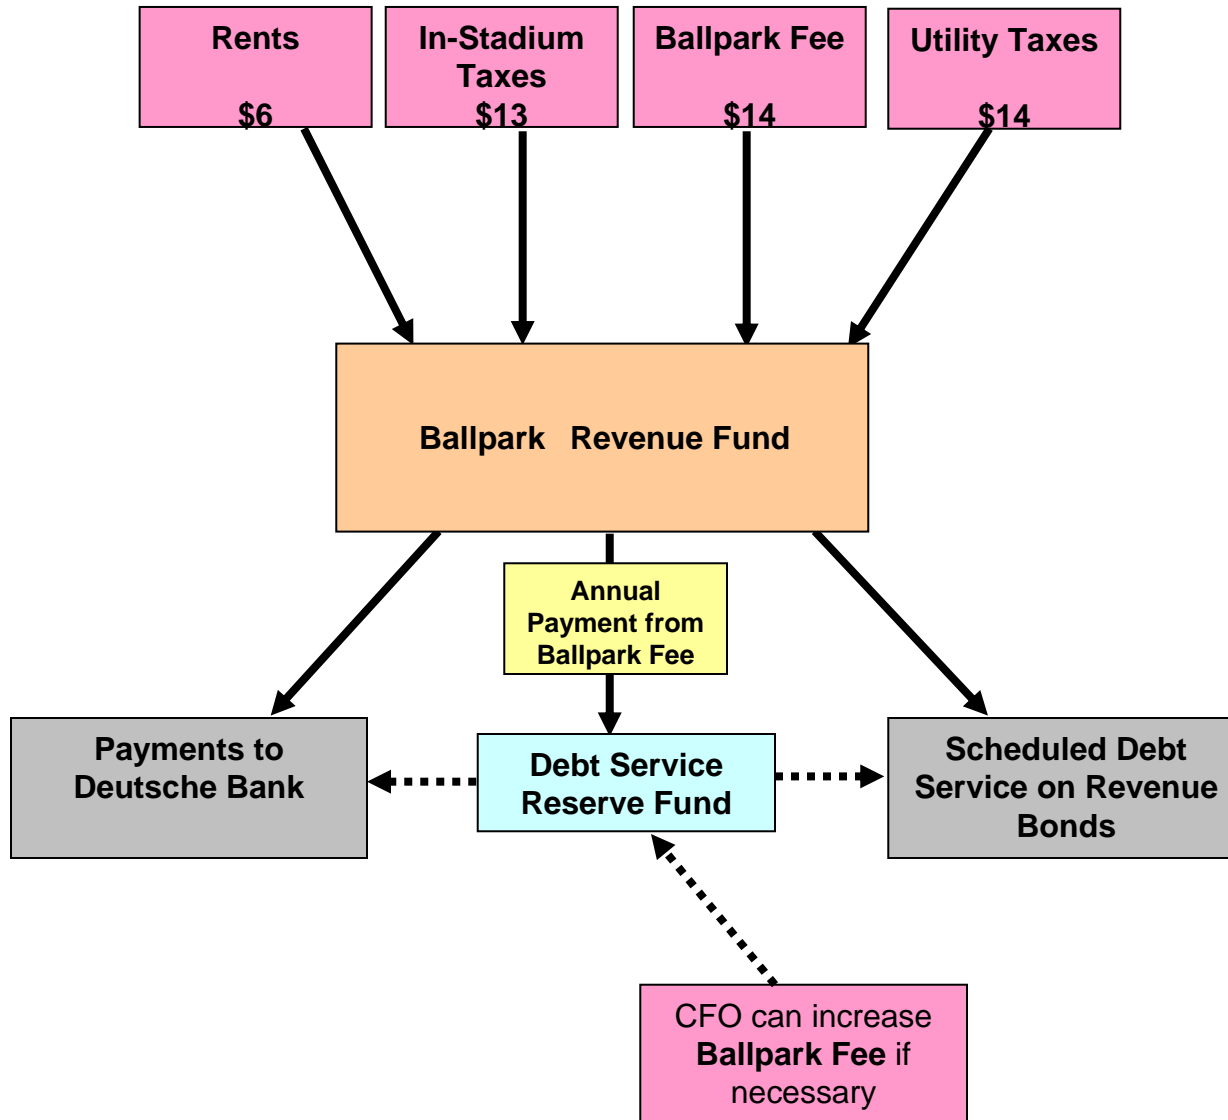 Rents
$6
In-Stadium
Taxes
$13
Ballpark Fee
$14
Utility Taxes
$14
Ballpark Revenue Fund
Annual
Payment from
Ballpark Fee
Payments to
Deutsche Bank
Debt Service
Reserve Fund
Scheduled Debt
Service on Revenue
Bonds
CFO can increase
Ballpark Fee if
necessary